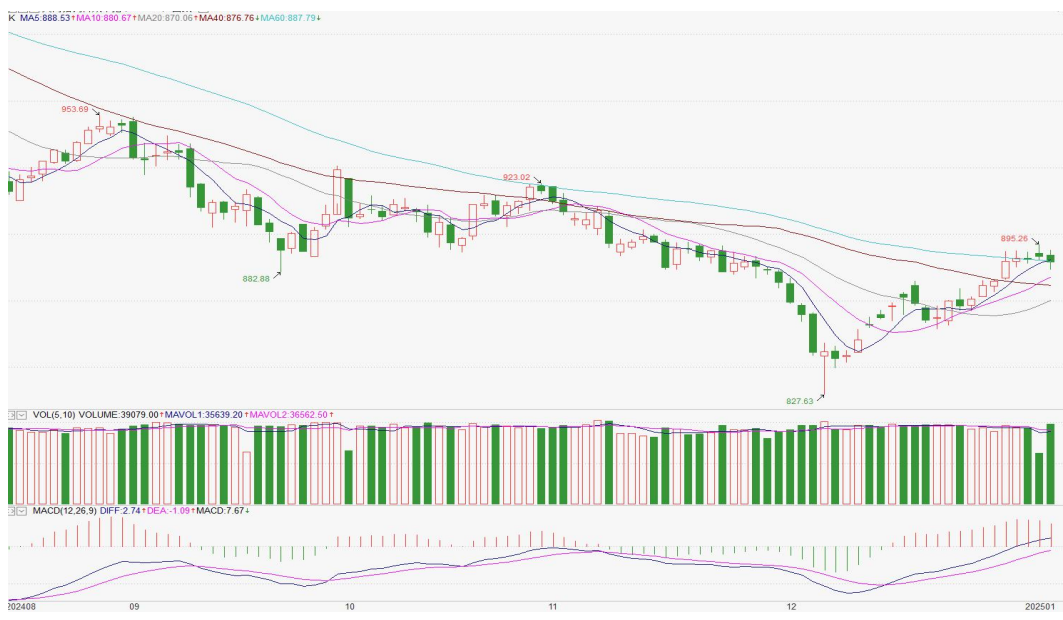 K MA5:888.53↑MA10:880.67↑MA20:870.06↑MA40:876.76↓MA60:887.79↓
953.69
923.02
895.26
882.88
827.63
VOL(5,10) VOLUME:39079.00↑MAVOL1:35639.20↑MAVOL2:36562.50↑
MACD(12,26,9) DIFF:2.74↑DEA:-1.09↑MACD:7.67↓
202408 09 10 11 12 202501